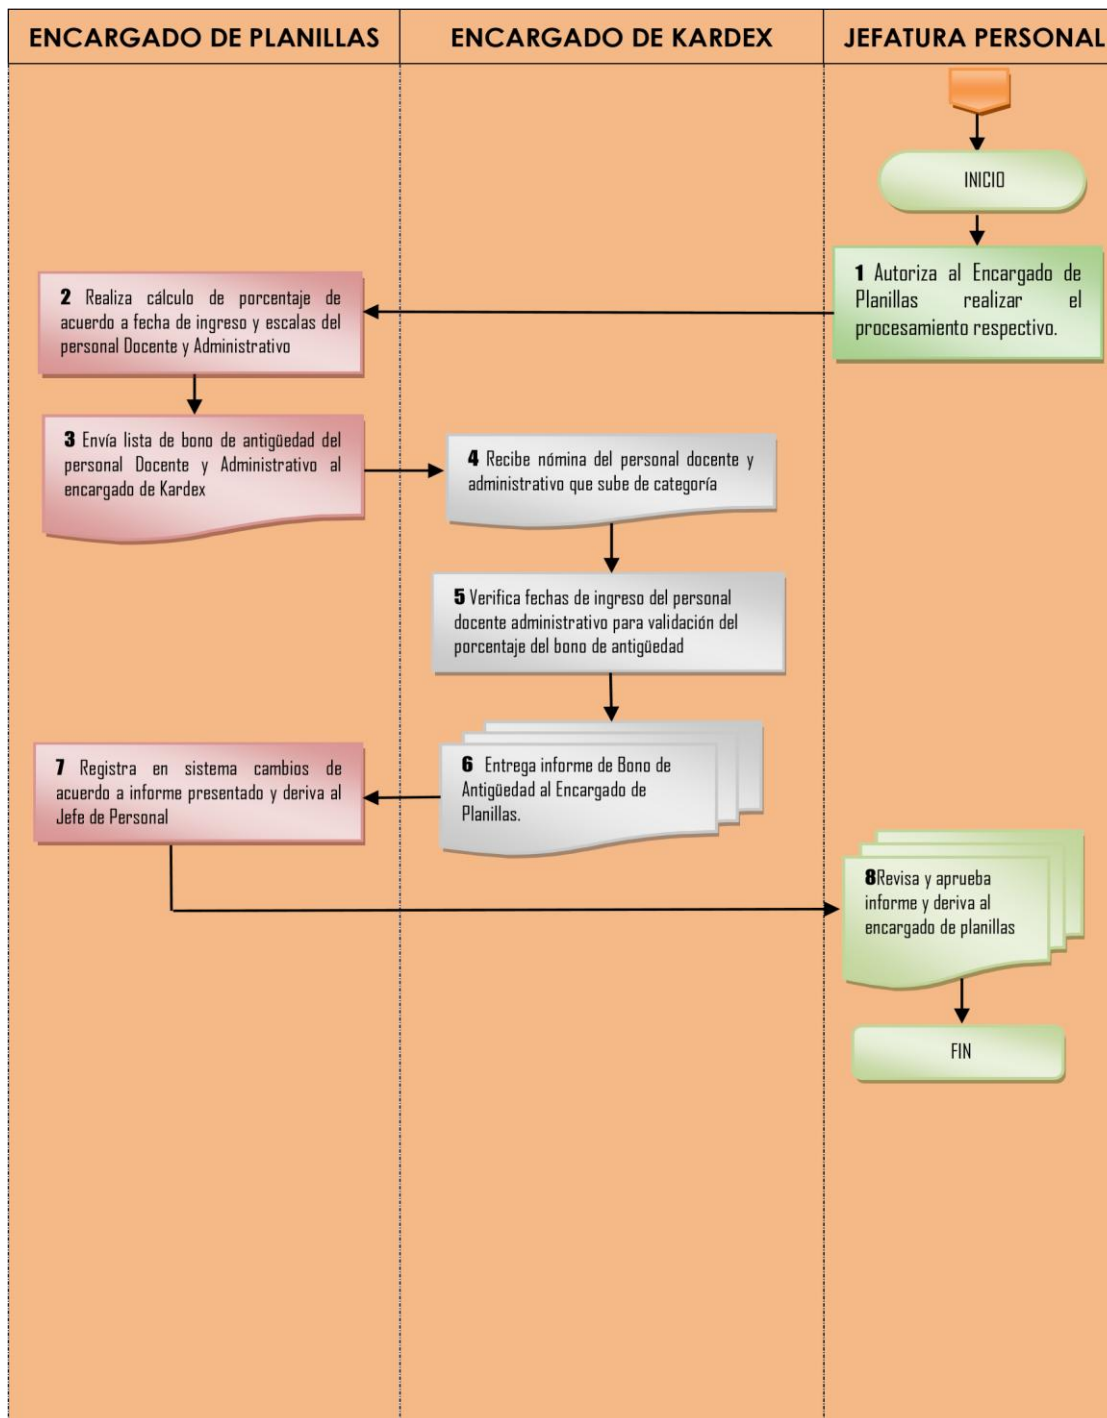 ENCARGADO DE PLANILLAS
ENCARGADO DE KARDEX
JEFATURA PERSONAL
INICIO
1 Autoriza al Encargado de
Planillas realizar el
procesamiento respectivo.
2 Realiza cálculo de porcentaje de
acuerdo a fecha de ingreso y escalas del
personal Docente y Administrativo
3 Envía lista de bono de antigüedad del
personal Docente y Administrativo al
encargado de Kardex
4 Recibe nómina del personal docente y
administrativo que sube de categoría
5 Verifica fechas de ingreso del personal
docente administrativo para validación del
porcentaje del bono de antigüedad
6 Entrega informe de Bono de
Antigüedad al Encargado de
Planillas.
7 Registra en sistema cambios de
acuerdo a informe presentado y deriva al
Jefe de Personal
8Revisa y aprueba
informe y deriva al
encargado de planillas
FIN